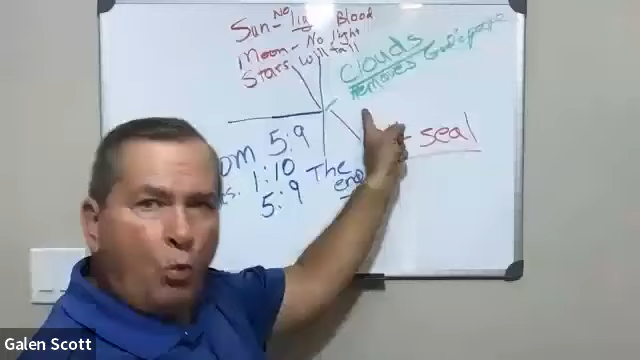 Sun-No lig Blood
Moon-No light
Stars will fall
Clouds
removes God's people
seal
om 5:9
1:10 The
5:9 end
Galen Scott